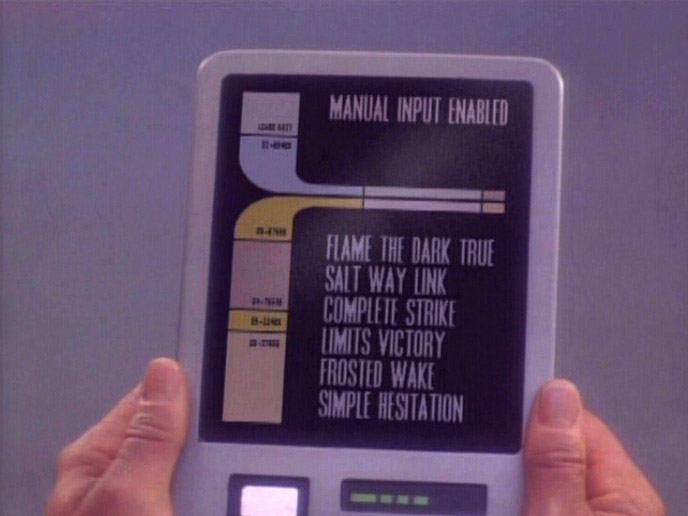 MANUAL INPUT ENABLED
FLAME THE DARK TRUE
SALT WAY LINK
COMPLETE STRIKE
LIMITS VICTORY
FROSTED WAKE
SIMPLE HESITATION